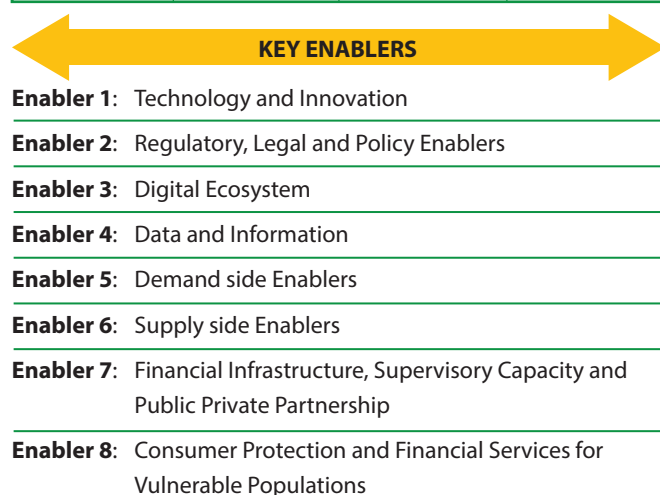 KEY ENABLERS
Enabler 1: Technology and Innovation
Enabler 2: Regulatory, Legal and Policy Enablers
Enabler 3: Digital Ecosystem
Enabler 4: Data and Information
Enabler 5: Demand side Enablers
Enabler 6: Supply side Enablers
Enabler 7: Financial Infrastructure, Supervisory Capacity and
Public Private Partnership
Enabler 8: Consumer Protection and Financial Services for
Vulnerable Populations